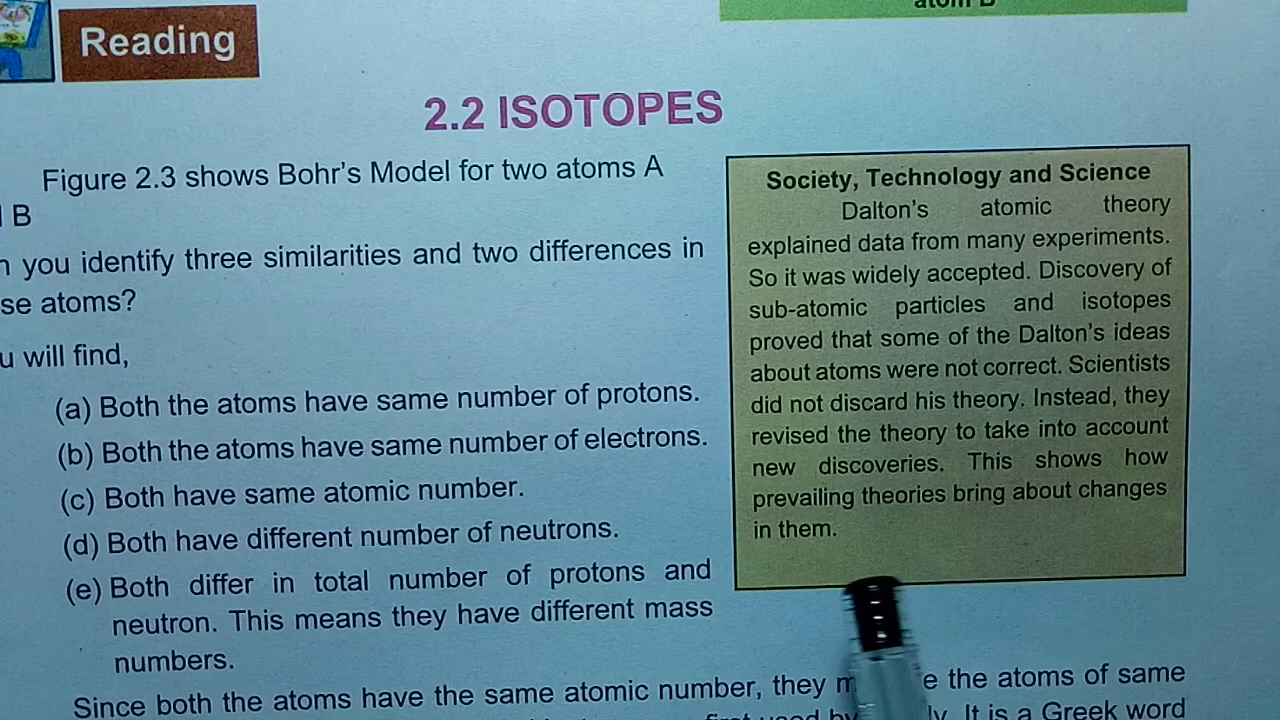 atom B
Reading
2.2 ISOTOPES
Figure 2.3 shows Bohr's Model for two atoms A
B
you identify three similarities and two differences in
se atoms?
u will find,
(a) Both the atoms have same number of protons.
(b) Both the atoms have same number of electrons.
(c) Both have same atomic number.
(d) Both have different number of neutrons.
(e) Both differ in total number of protons and
neutron. This means they have different mass
numbers.
Society, Technology and Science
Dalton's atomic theory
explained data from many experiments.
So it was widely accepted. Discovery of
sub-atomic particles and isotopes
proved that some of the Dalton's ideas
about atoms were not correct. Scientists
did not discard his theory. Instead, they
revised the theory to take into account
new discoveries. This shows how
prevailing theories bring about changes
in them.
Since both the atoms have the same atomic number, they the atoms of same
first used by It is a Greek word